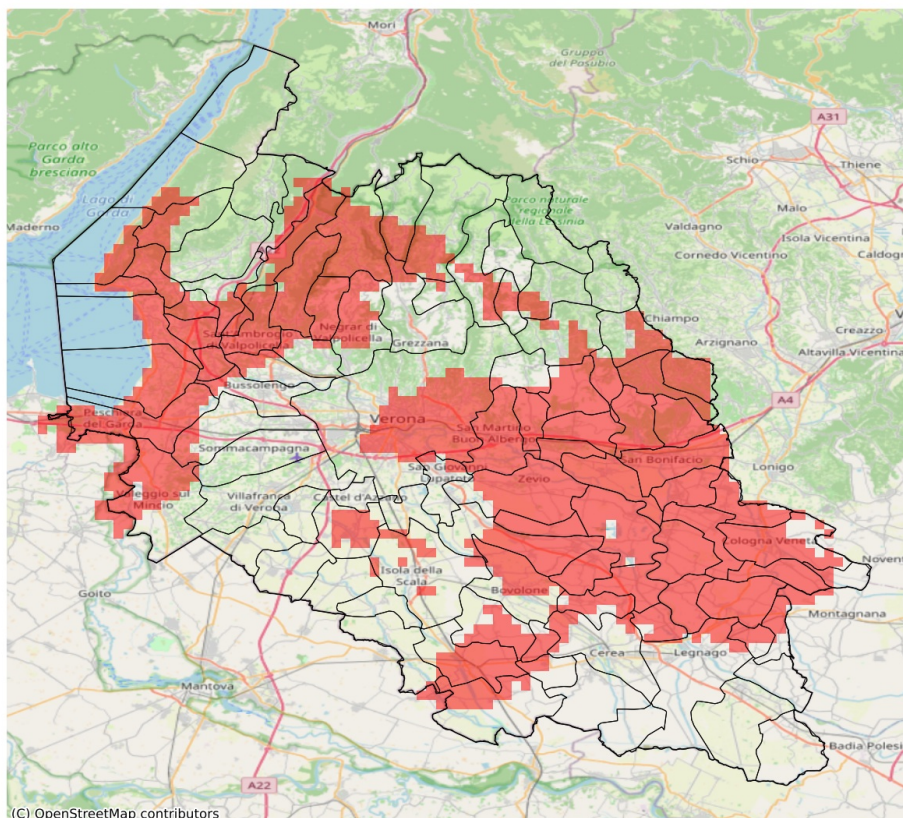 Mori
Gruppo
del Pasubio
A31
Parco alto
Garda
bresciano
Schio
Thiene
Lago di
Garda
Parco naturale
regionale
della Lessinia
Malo
Maderno
Valdagno
Isola Vicentina
Cornedo Vicentino
Caldogn
Chiampo
Creazzo
Sant'Ambrogio
di Valpolicella
Negrar di
Valpolicella
Grezzana
Arzignano
Altavilla Vicentina
Bussolengo
A4
Peschiera
del Garda
Verona
San Martino
Buon Albergo
Sommacampagna
San Bonifacio
Lonigo
San Giovanni
Lupatoto
Zevio
Valeggio sul
Mincio
Villafranca
di Verona
Castel d'Azzano
Cologna Veneta
Novent
Isola della
Scala
Goito
Bovolone
Montagnana
Cerea
Legnago
Mantova
Badia Polesi
A22
(C) OpenStreetMap contributors